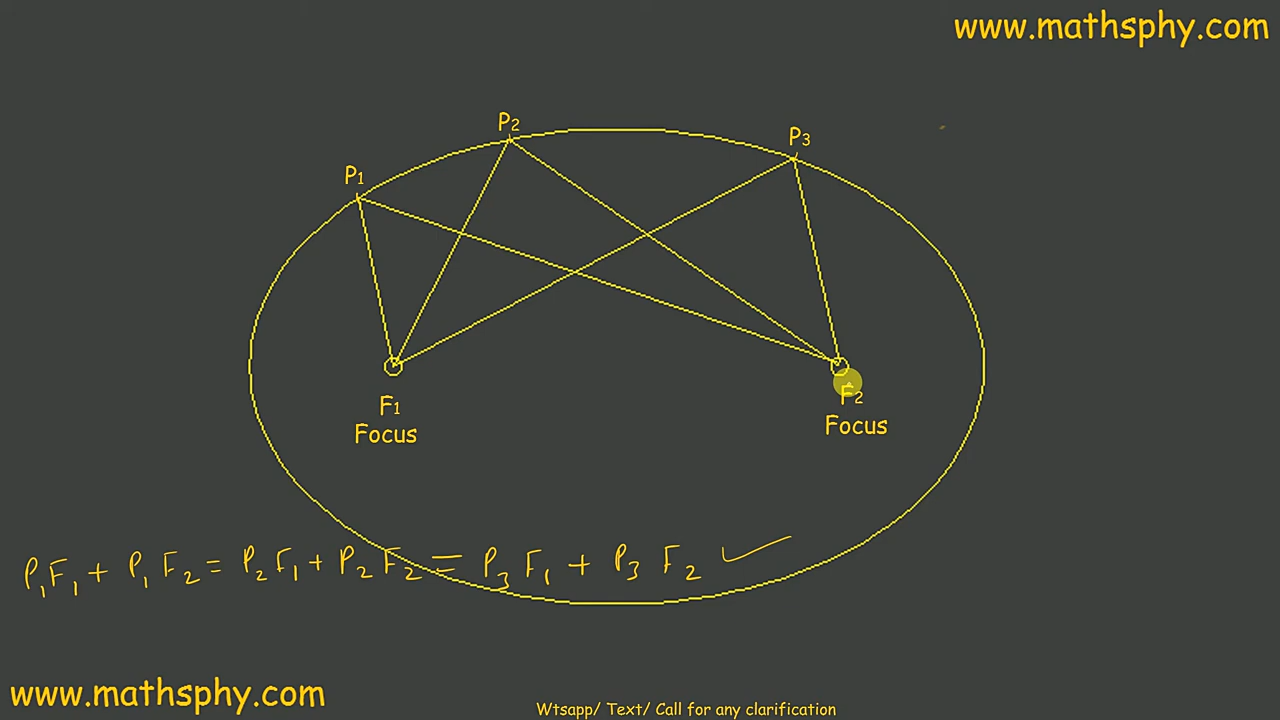 www.mathsphy.com
P2
P3
P1
F1
Focus
F2
Focus
P₁F₁ + P₁F₂ = P₂F₁ + P₂F₂ = P₃F₁ + P₃F₂ ✓
www.mathsphy.com
Wtsapp/ Text/ Call for any clarification